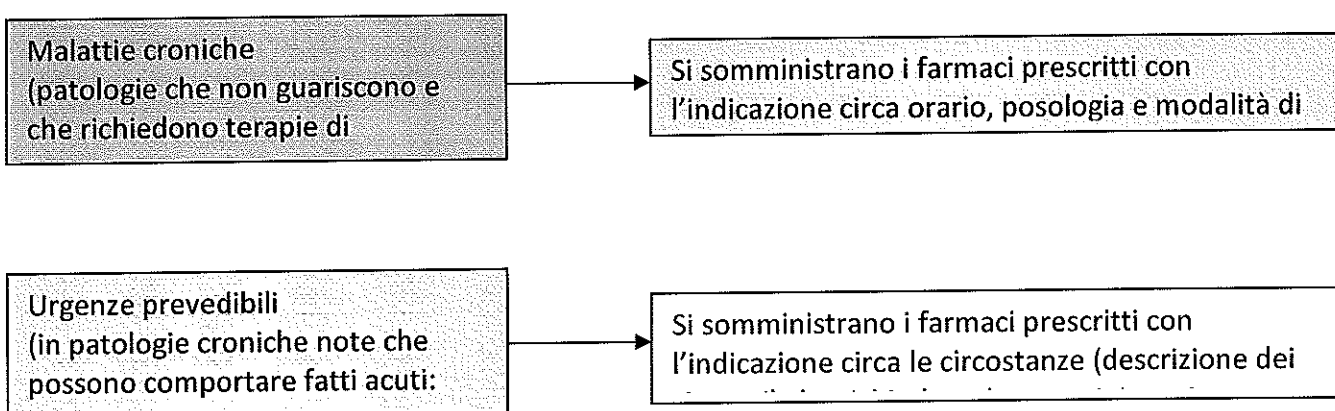 Malattie croniche
(patologie che non guariscono e
che richiedono terapie di
Si somministrano i farmaci prescritti con
l'indicazione circa orario, posologia e modalità di
Urgenze prevedibili
(in patologie croniche note che
possono comportare fatti acuti:
Si somministrano i farmaci prescritti con
l'indicazione circa le circostanze (descrizione dei